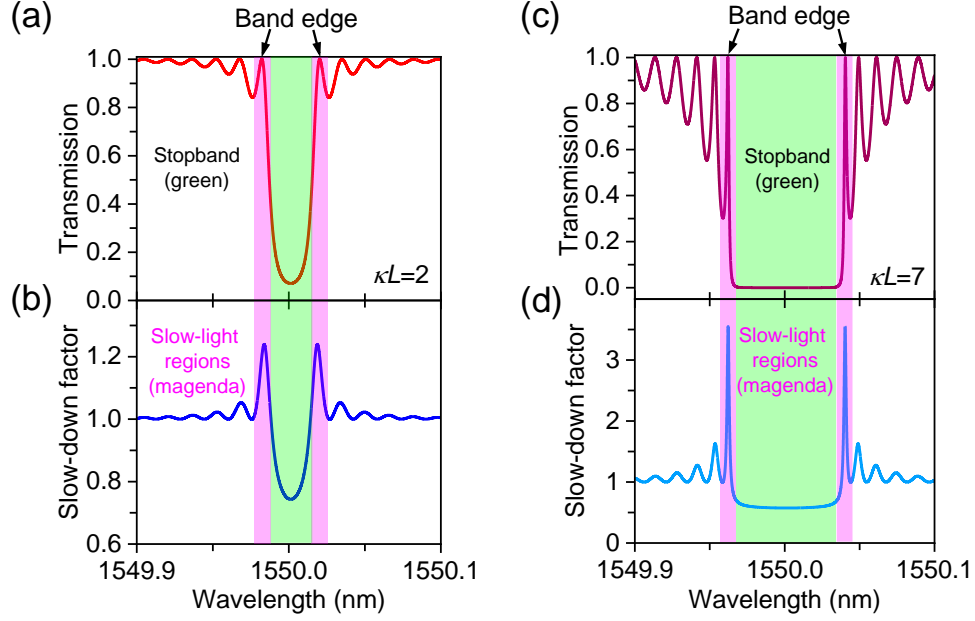 (a)
Band edge
1.0
0.8
0.6
0.4
0.2
0.0
Transmission
Stopband
(green)
κL=2
(b)
1.2
1.0
0.8
0.6
Slow-down factor
Slow-light
regions
(magenda)
1549.9
1550.0
1550.1
Wavelength (nm)
(c)
Band edge
1.0
0.8
0.6
0.4
0.2
0.0
Transmission
Stopband
(green)
κL=7
(d)
3
2
1
0
Slow-down factor
Slow-light
regions
(magenda)
1549.9
1550.0
1550.1
Wavelength (nm)